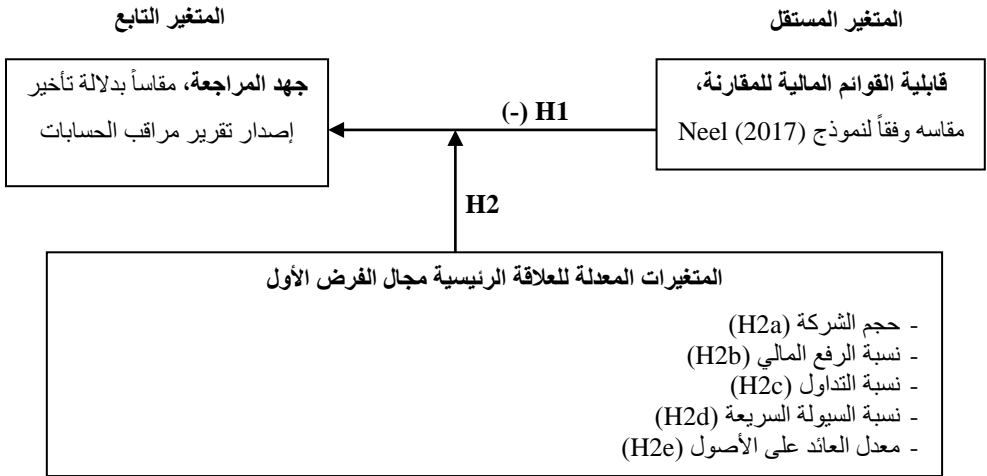 المتغير المستقل
المتغير التابع
قابلية القوائم المالية للمقارنة،
مقاسه وفقاً لنموذج Neel (2017)
(-) H1
جهد المراجعة، مقاساً بدلالة تأخير
إصدار تقرير مراقب الحسابات
H2
المتغيرات المعدلة للعلاقة الرئيسية مجال الفرض الأول
- حجم الشركة (H2a)
- نسبة الرفع المالي (H2b)
- نسبة التداول (H2c)
- نسبة السيولة السريعة (H2d)
- معدل العائد على الأصول (H2e)